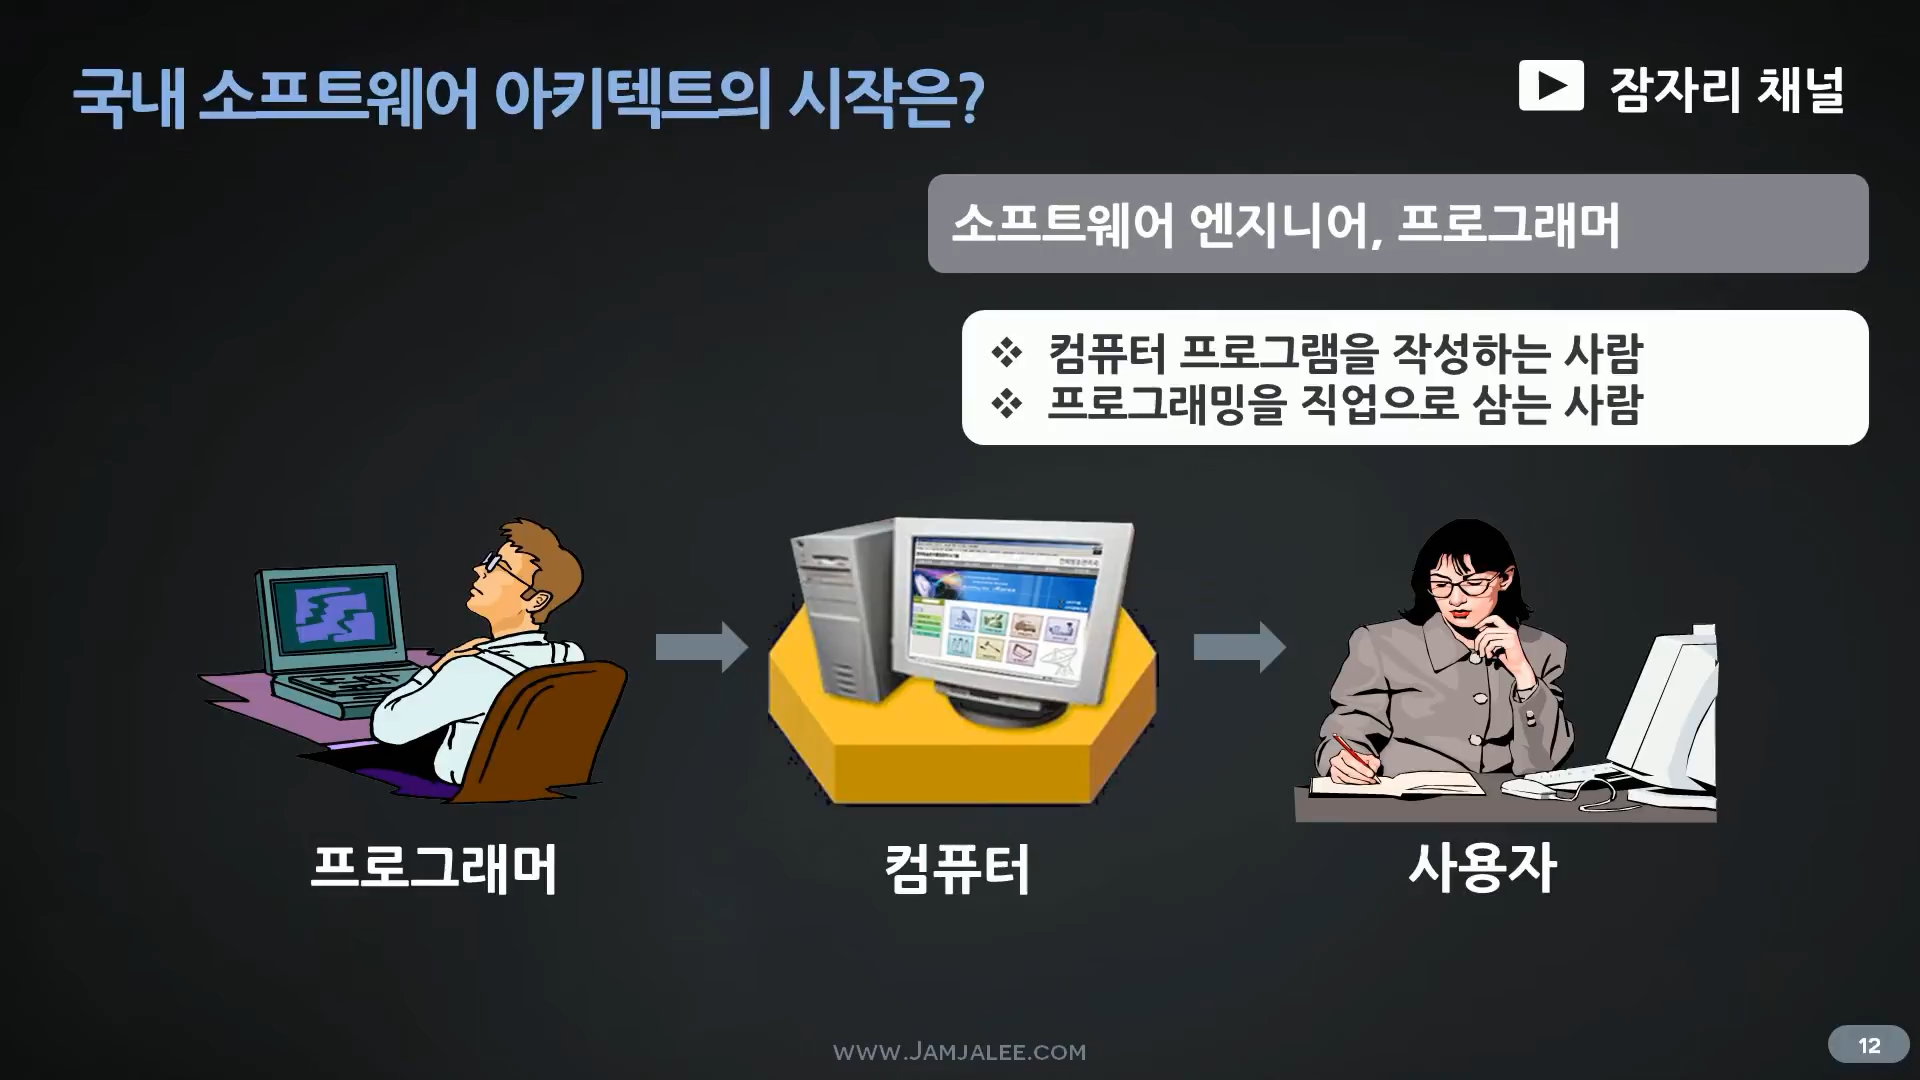 국내 소프트웨어 아키텍트의 시작은?
잠자리 채널
소프트웨어 엔지니어, 프로그래머
❖ 컴퓨터 프로그램을 작성하는 사람
❖ 프로그래밍을 직업으로 삼는 사람
프로그래머
컴퓨터
사용자
WWW.JAMJALEE.COM
12